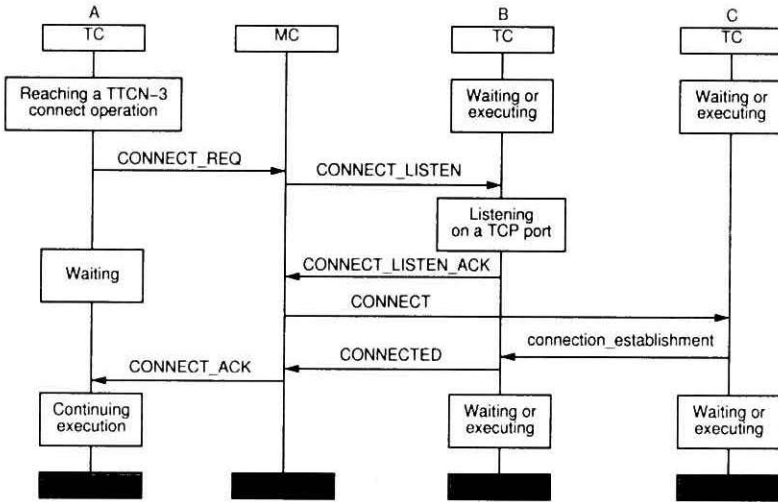 A
B
C
TC
MC
TC
TC
Reaching a TTCN-3
connect operation
Waiting or
executing
Waiting or
executing
CONNECT_REQ
CONNECT_LISTEN
Listening
on a TCP port
Waiting
CONNECT_LISTEN_ACK
CONNECT
connection_establishment
CONNECTED
CONNECT_ACK
Continuing
execution
Waiting or
executing
Waiting or
executing